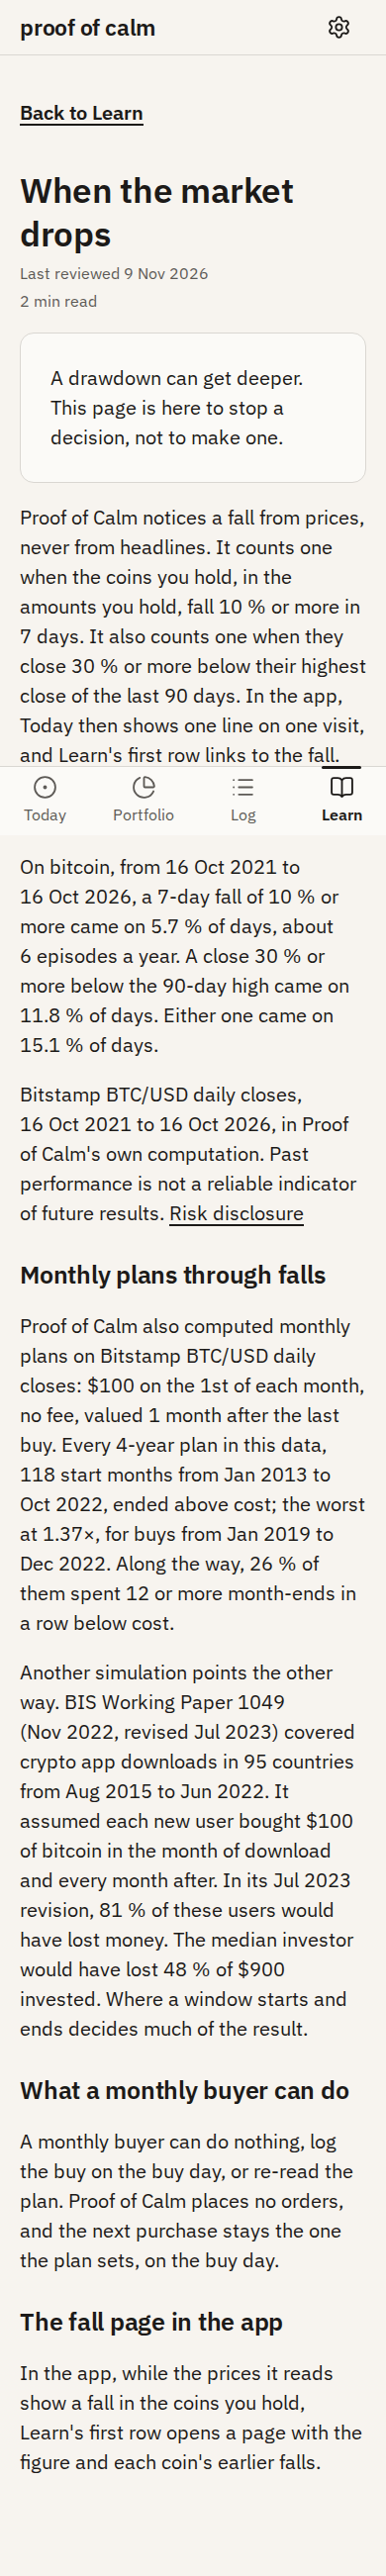 proof of calm
Back to Learn
When the market
drops
Last reviewed 9 Nov 2026
2 min read
A drawdown can get deeper.
This page is here to stop a
decision, not to make one.
Proof of Calm notices a fall from prices,
never from headlines. It counts one
when the coins you hold, in the
amounts you hold, fall 10 % or more in
7 days. It also counts one when they
close 30 % or more below their highest
close of the last 90 days. In the app,
Today then shows one line on one visit,
and Learn's first row links to the fall.
Today
Portfolio
Log
Learn
On bitcoin, from 16 Oct 2021 to
16 Oct 2026, a 7-day fall of 10 % or
more came on 5.7 % of days, about
6 episodes a year. A close 30 % or
more below the 90-day high came on
11.8 % of days. Either one came on
15.1 % of days.
Bitstamp BTC/USD daily closes,
16 Oct 2021 to 16 Oct 2026, in Proof
of Calm's own computation. Past
performance is not a reliable indicator
of future results. Risk disclosure
Monthly plans through falls
Proof of Calm also computed monthly
plans on Bitstamp BTC/USD daily
closes: $100 on the 1st of each month,
no fee, valued 1 month after the last
buy. Every 4-year plan in this data,
118 start months from Jan 2013 to
Oct 2022, ended above cost; the worst
at 1.37×, for buys from Jan 2019 to
Dec 2022. Along the way, 26 % of
them spent 12 or more month-ends in
a row below cost.
Another simulation points the other
way. BIS Working Paper 1049
(Nov 2022, revised Jul 2023) covered
crypto app downloads in 95 countries
from Aug 2015 to Jun 2022. It
assumed each new user bought $100
of bitcoin in the month of download
and every month after. In its Jul 2023
revision, 81 % of these users would
have lost money. The median investor
would have lost 48 % of $900
invested. Where a window starts and
ends decides much of the result.
What a monthly buyer can do
A monthly buyer can do nothing, log
the buy on the buy day, or re-read the
plan. Proof of Calm places no orders,
and the next purchase stays the one
the plan sets, on the buy day.
The fall page in the app
In the app, while the prices it reads
show a fall in the coins you hold,
Learn's first row opens a page with the
figure and each coin's earlier falls.